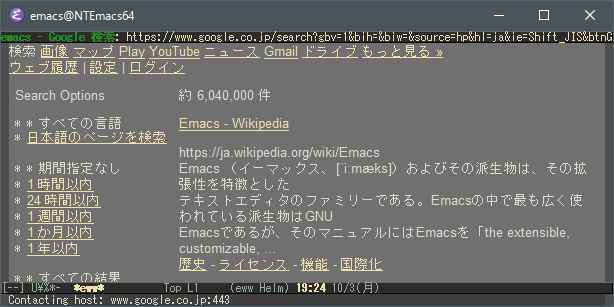 emacs@NTEmacs64
emacs - Google 検索: https://www.google.co.jp/search?gbv=1&bih=&biw=&source=hp&hl=ja&ie=Shift_JIS&btnG
検索 画像 マップ Play YouTube ニュース Gmail ドライブ もっと見る »
ウェブ履歴 | 設定 | ログイン
Search Options
約 6,040,000 件
* * すべての言語
* 日本語のページを検索
* * 期間指定なし
* 1 時間以内
* 24 時間以内
* 1 週間以内
* 1 か月以内
* 1 年以内
* * すべての結果
Emacs - Wikipedia
https://ja.wikipedia.org/wiki/Emacs
Emacs （イーマックス、[ˈiːmæks]）およびその派生物は、その拡
張性を特徴とした
テキストエディタのファミリーである。Emacsの中で最も広く使
われている派生物はGNU
Emacsであるが、そのマニュアルにはEmacsを「the extensible,
customizable, ...
歴史 - ライセンス - 機能 - 国際化
[--] U¥%*- *eww* Top L1 (eww Helm) 19:24 10/3(月)
Contacting host: www.google.co.jp:443